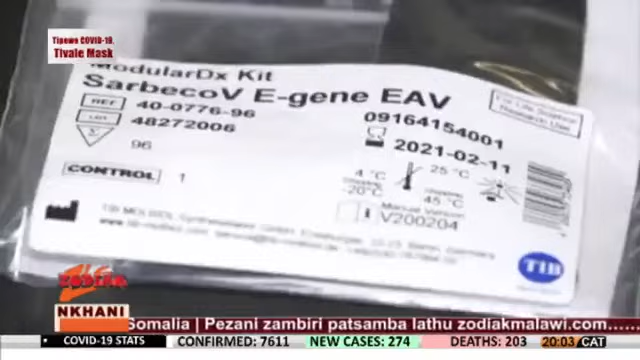 Tipewe COVID-19,
Tivale Mask
ModularDx Kit
SarbecoV E-gene EAV
REF 40-0776-96
09164154001
For Life Science
Research Use
LOT 48272006
2021-02-11
96
CONTROL 1
4 °C
25 °C
-20°C
45 °C
Manual Version
V200204
TIB
ZODIAK
NKHANI
Somalia | Pezani zambiri patsamba lathu zodiakmalawi.com......
COVID-19 STATS CONFIRMED: 7611 NEW CASES: 274 DEATHS: 203 20:03 CAT